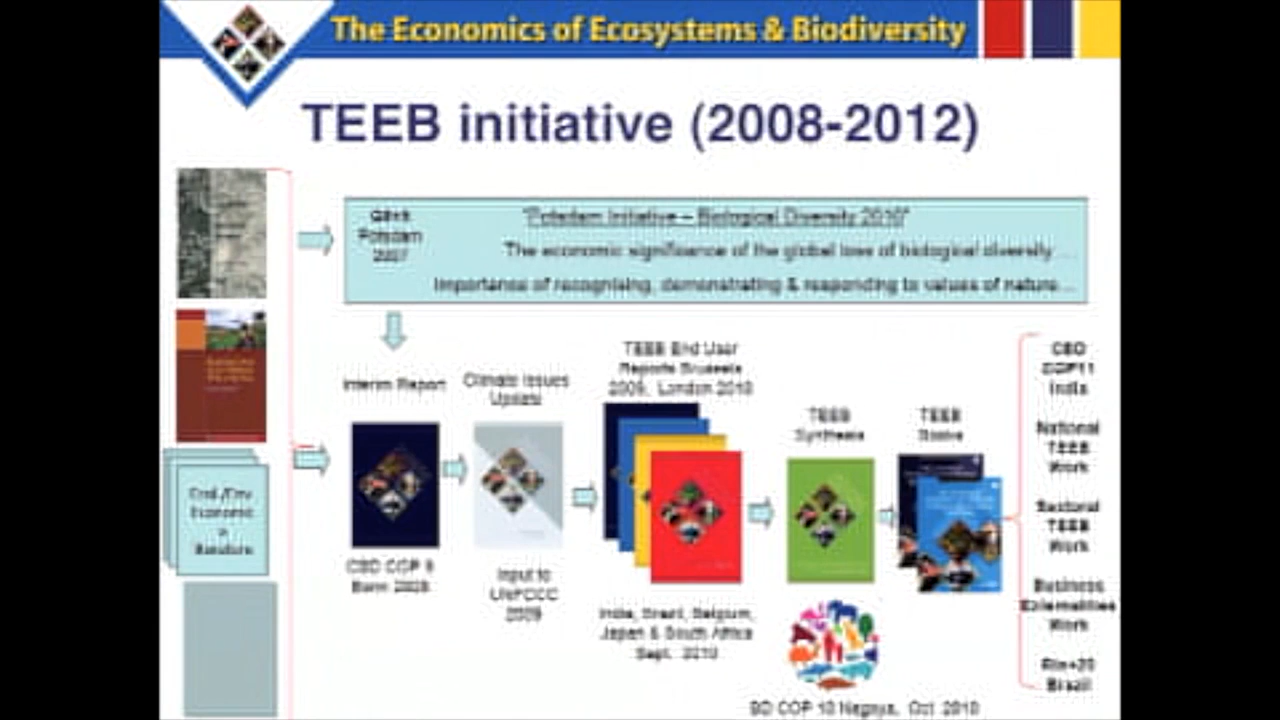 The Economics of Ecosystems & Biodiversity
TEEB initiative (2008-2012)
Potsdam
2007
"Potsdam Initiative – Biological Diversity 2010"
The economic significance of the global loss of biological diversity…
Importance of recognising, demonstrating & responding to values of nature…
Interim Report
Climate Issues
Update
TEEB End User
Reports Brussels
2009, London 2010
TEEB
Synthesis
TEEB
Books
CBD
COP11
India
National
TEEB
Work
Sectoral
TEEB
Work
Business
Externalities
Work
Rio+20
Brazil
Economic
CBD COP 9
Bonn 2008
Input to
UNFCCC
2009
India, Brazil, Belgium,
Japan & South Africa
Sept. 2010
BD COP 10 Nagoya, Oct 2010